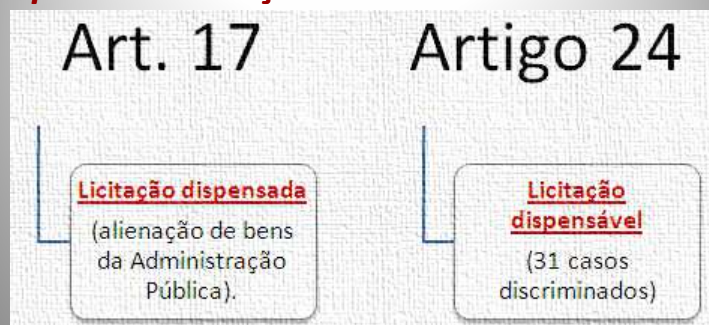 Art. 17
Artigo 24
Licitação dispensada
(alienação de bens
da Administração
Pública).
Licitação
dispensável
(31 casos
discriminados)